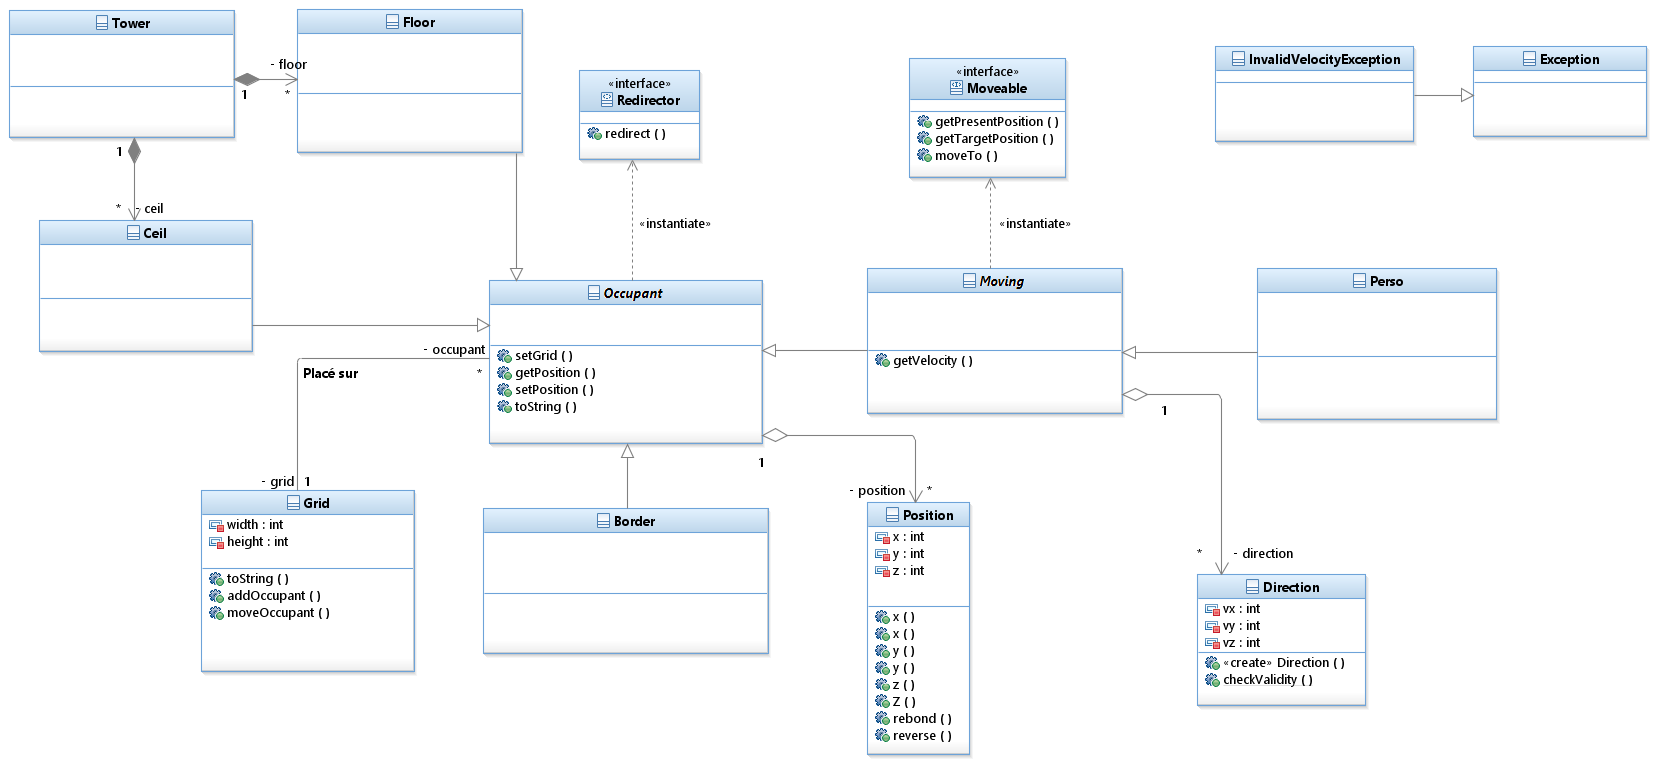 Tower
- floor
1
*
1
* - ceil
Floor
Ceil
«interface»
Redirector
redirect ( )
«instantiate»
«interface»
Moveable
getPresentPosition ( )
getTargetPosition ( )
moveTo ( )
«instantiate»
InvalidVelocityException
Exception
Occupant
setGrid ( )
getPosition ( )
setPosition ( )
toString ( )
- occupant
*
Placé sur
- grid 1
Moving
getVelocity ( )
1
Perso
1
- position *
* - direction
Grid
width : int
height : int
toString ( )
addOccupant ( )
moveOccupant ( )
Border
Position
x : int
y : int
z : int
x ( )
x ( )
y ( )
y ( )
z ( )
Z ( )
rebond ( )
reverse ( )
Direction
vx : int
vy : int
vz : int
«create» Direction ( )
checkValidity ( )